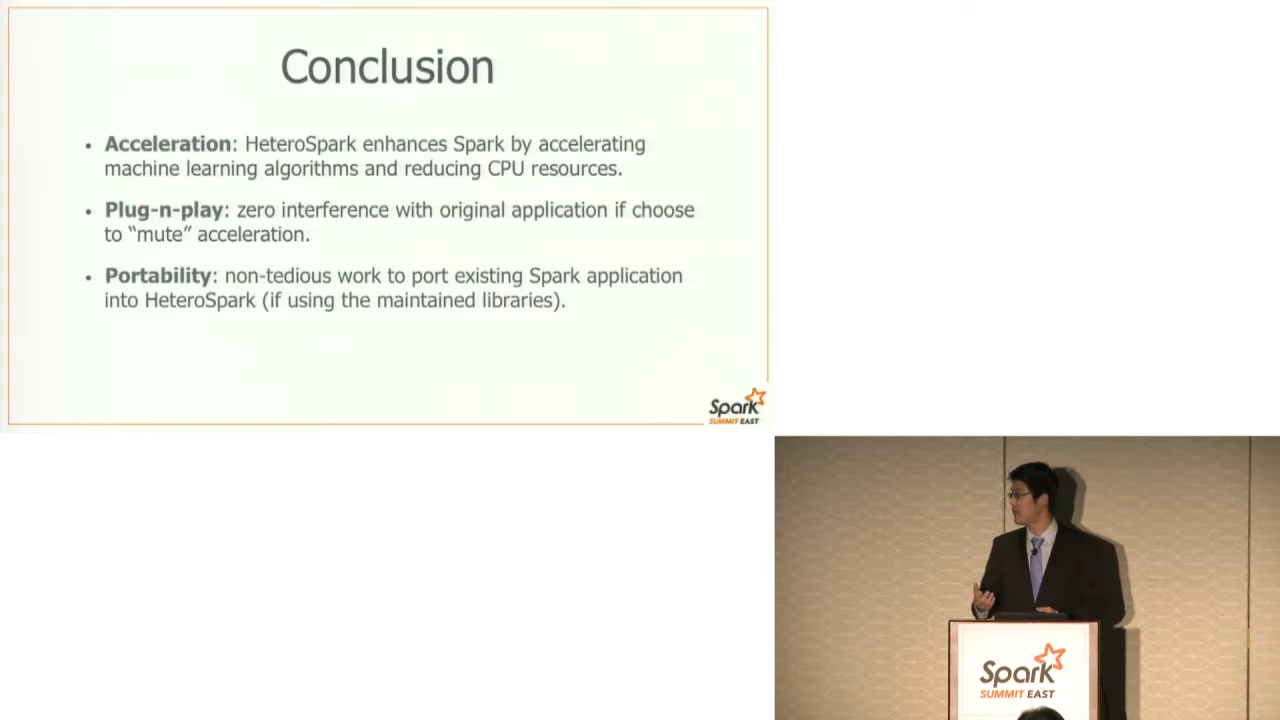 Conclusion
• Acceleration: HeteroSpark enhances Spark by accelerating
machine learning algorithms and reducing CPU resources.
• Plug-n-play: zero interference with original application if choose
to “mute” acceleration.
• Portability: non-tedious work to port existing Spark application
into HeteroSpark (if using the maintained libraries).
Spark
SUMMIT EAST
Spark
SUMMIT EAST